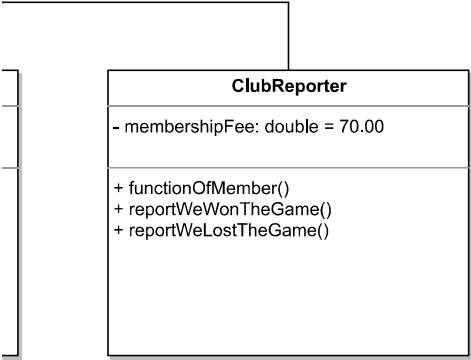 ClubReporter
- membershipFee: double = 70.00
+ functionOfMember()
+ reportWeWonTheGame()
+ reportWeLostTheGame()